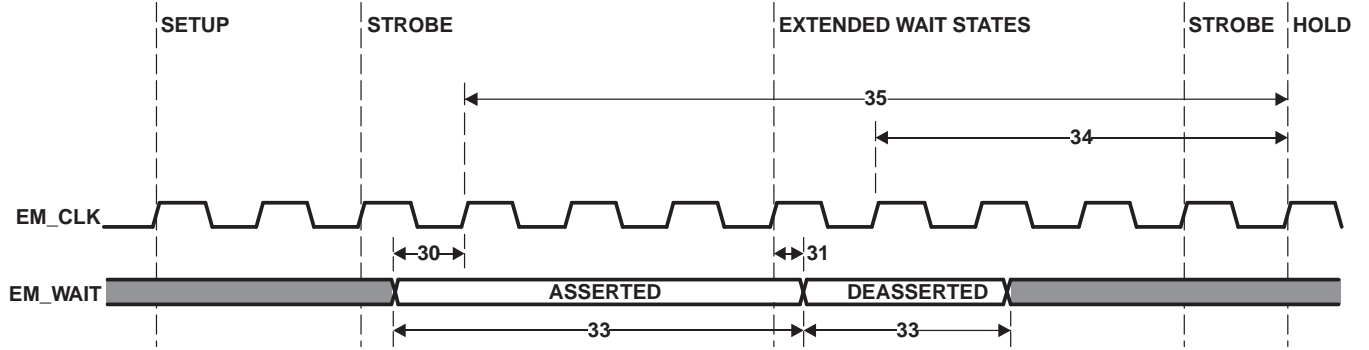 SETUP STROBE EXTENDED WAIT STATES STROBE HOLD
35
34
EM_CLK
30 31
EM_WAIT ASSERTED DEASSERTED
33 33